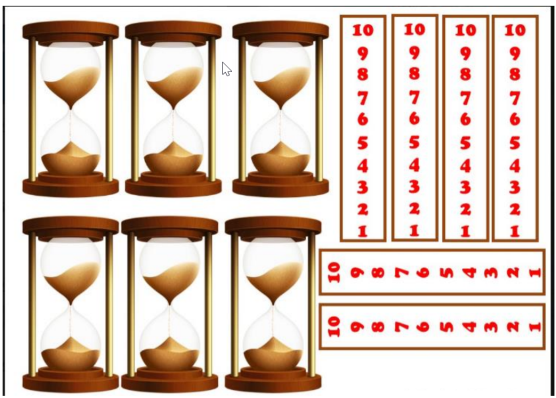 10 10 10 10
9 9 9 9
8 8 8 8
7 7 7 7
6 6 6 6
5 5 5 5
4 4 4 4
3 3 3 3
2 2 2 2
1 1 1 1
10 9 8 7 6 5 4 3 2 1
10 9 8 7 6 5 4 3 2 1